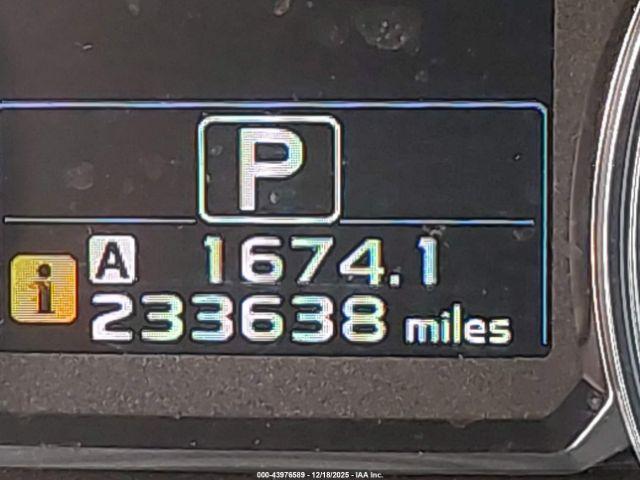 P
A 1674.1
i 233638 miles
000-43976589 - 12/18/2025 - IAA Inc.